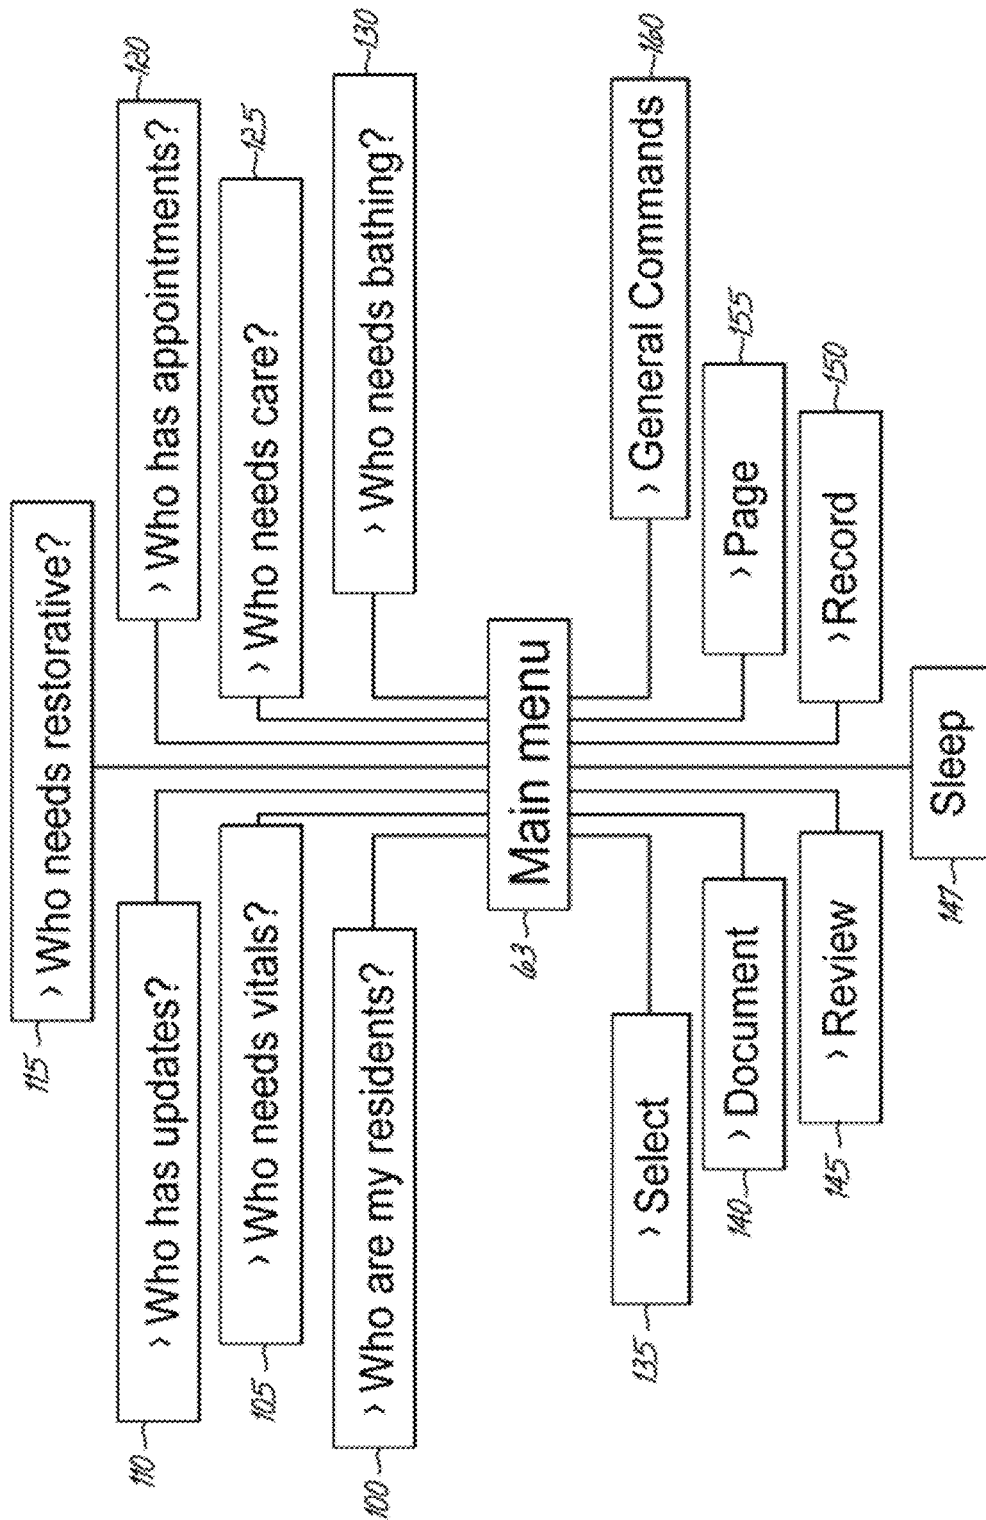 115
› Who needs restorative?
110
› Who has updates?
› Who has appointments?
120
105
› Who needs vitals?
› Who needs care?
125
100
› Who are my residents?
› Who needs bathing?
130
63
Main menu
135
› Select
› General Commands
160
140
› Document
› Page
155
145
› Review
› Record
150
147
Sleep